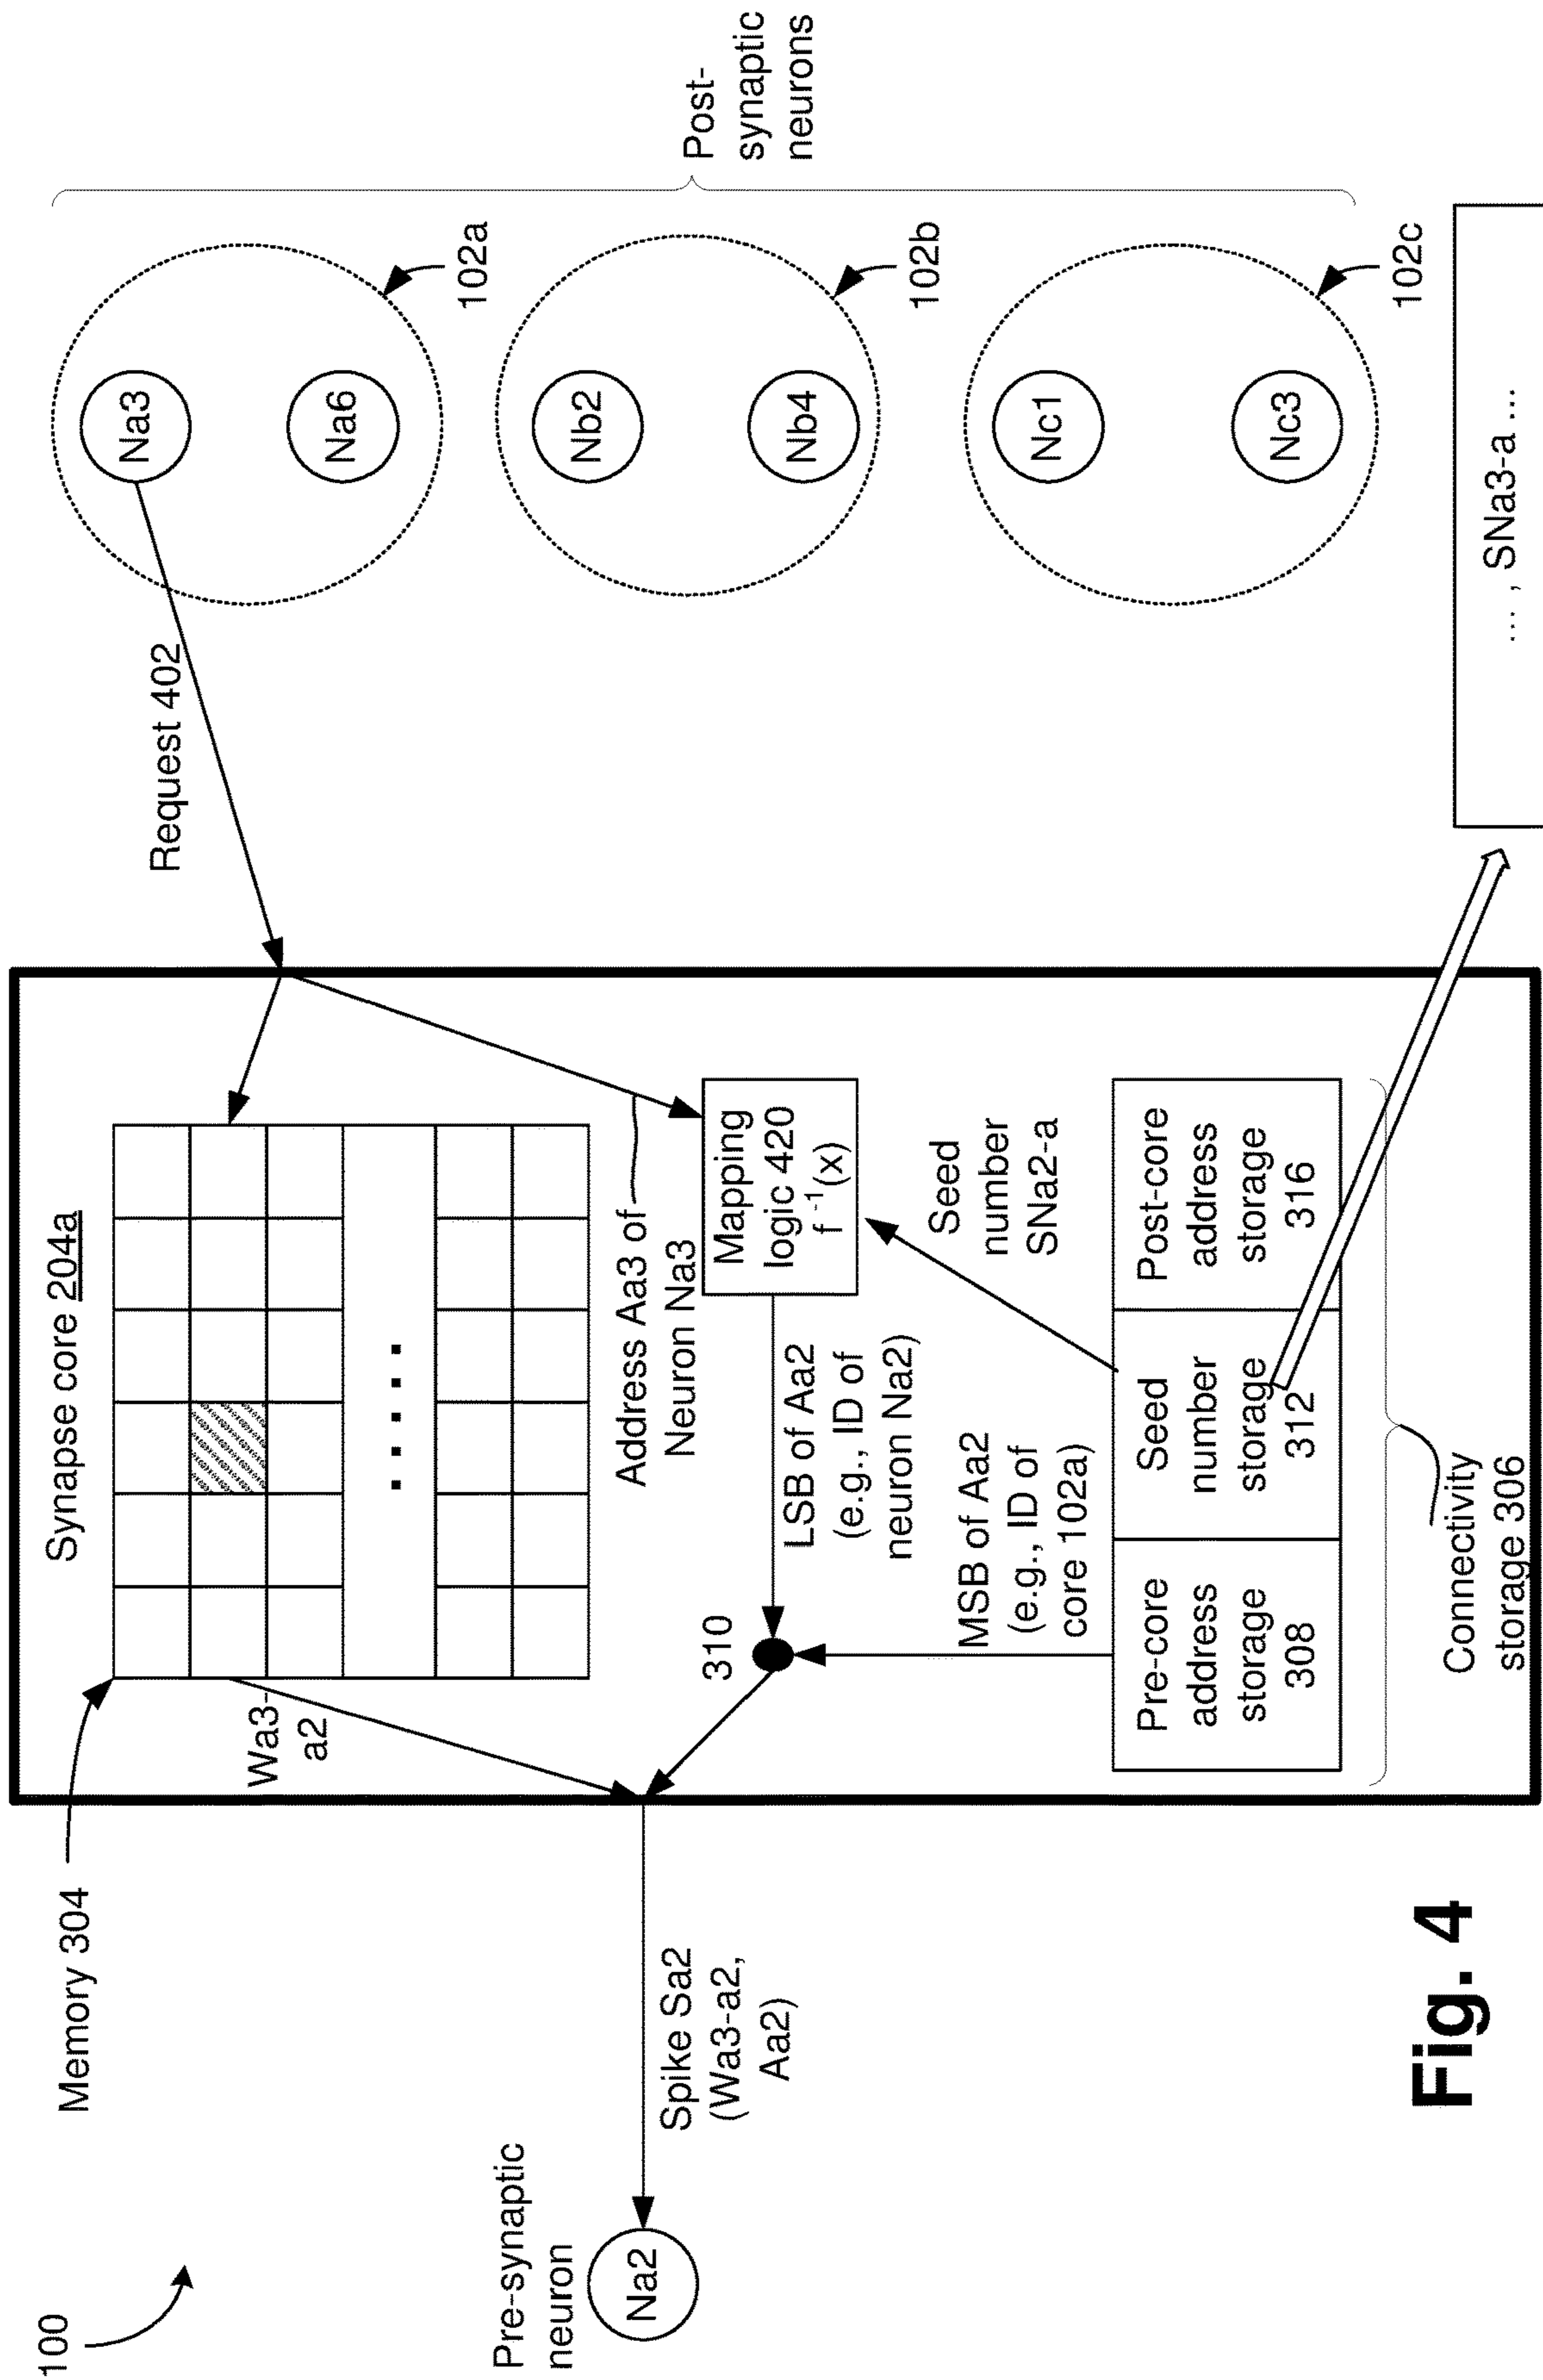 100
Memory 304
Synapse core 204a
Wa3-
a2
Request 402
Na3
Na6
102a
Nb2
Nb4
102b
Nc1
Nc3
102c
Post-
synaptic
neurons
Pre-synaptic
neuron
Na2
Spike Sa2
(Wa3-a2,
Aa2)
310
Address Aa3 of
Neuron Na3
Mapping
logic 420
f -1(x)
LSB of Aa2
(e.g., ID of
neuron Na2)
MSB of Aa2
(e.g., ID of
core 102a)
Seed
number
SNa2-a
Pre-core
address
storage
308
Seed
number
storage
312
Post-core
address
storage
316
Connectivity
storage 306
... , SNa3-a ...
Fig. 4